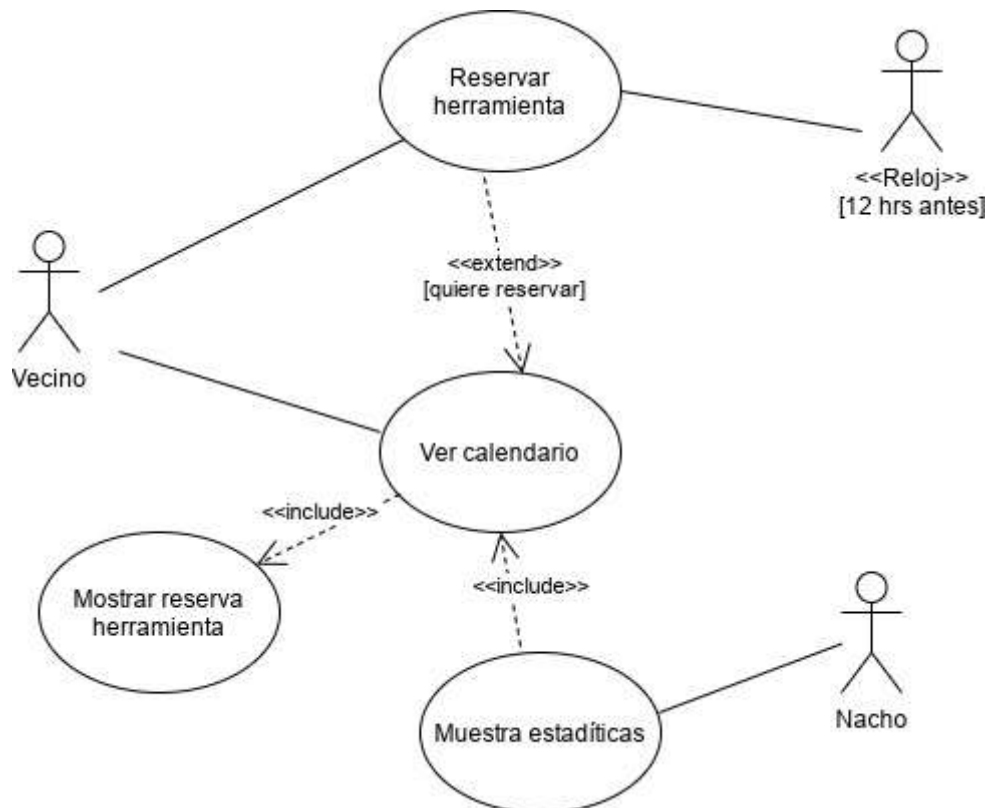 Reservar
herramienta
<<Reloj>>
[12 hrs antes]
<<extend>>
[quiere reservar]
Vecino
Ver calendario
<<include>>
Mostrar reserva
herramienta
<<include>>
Muestra estadíticas
Nacho